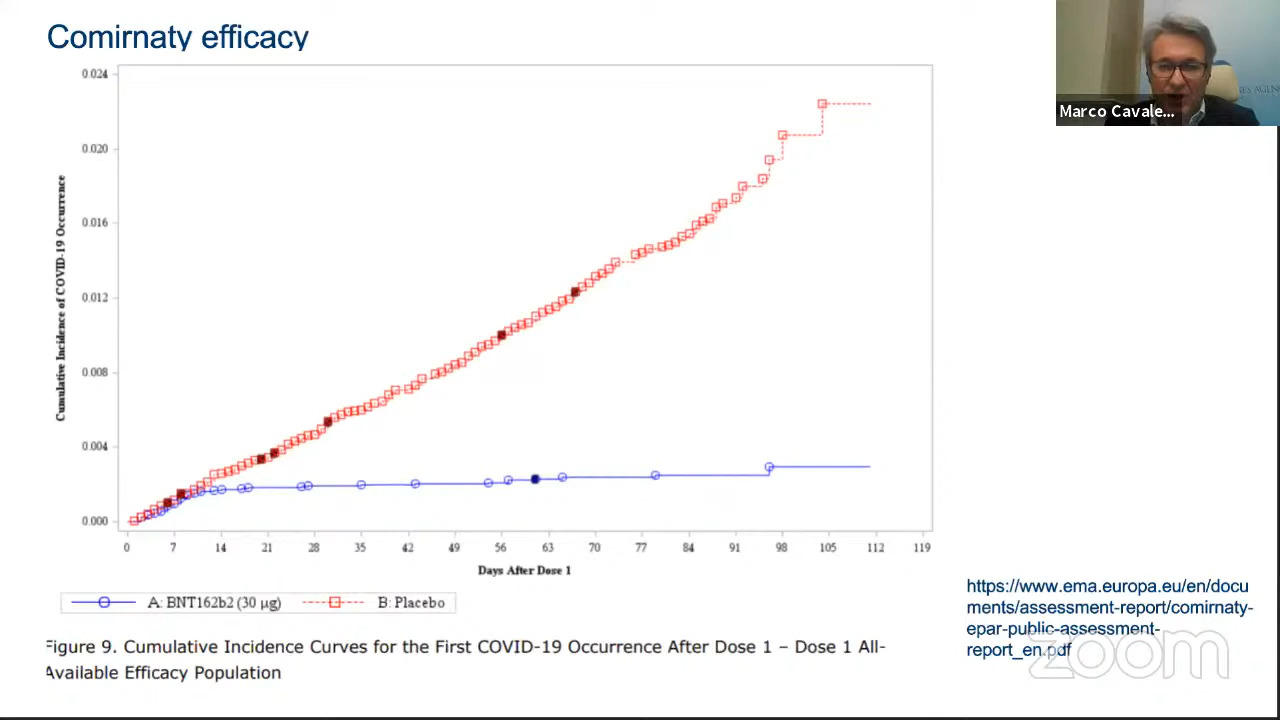 Comirnaty efficacy
Marco Cavale...
0.024
0.020
0.016
0.012
0.008
0.004
0.000
Cumulative Incidence of COVID-19 Occurrence
0 7 14 21 28 35 42 49 56 63 70 77 84 91 98 105 112 119
Days After Dose 1
A: BNT162b2 (30 μg) B: Placebo
https://www.ema.europa.eu/en/docu
ments/assessment-report/comirnaty-
epar-public-assessment-
report_en.pdf
zoom
Figure 9. Cumulative Incidence Curves for the First COVID-19 Occurrence After Dose 1 – Dose 1 All-
Available Efficacy Population